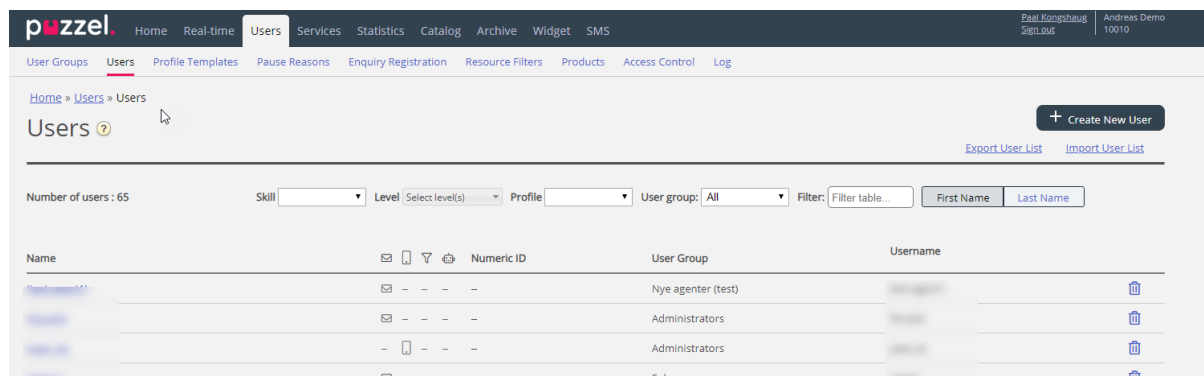 puzzel. Home Real-time Users Services Statistics Catalog Archive Widget SMS
Paal Kongshaug Andreas Demo
Sign out 10010
User Groups Users Profile Templates Pause Reasons Enquiry Registration Resource Filters Products Access Control Log
Home » Users » Users
Users ?
+ Create New User
Export User List Import User List
Number of users : 65 Skill Level Select level(s) Profile User group: All Filter: Filter table... First Name Last Name
Name Numeric ID User Group Username
– – – – Nye agenter (test)
– – – – Administrators
– – – – Administrators